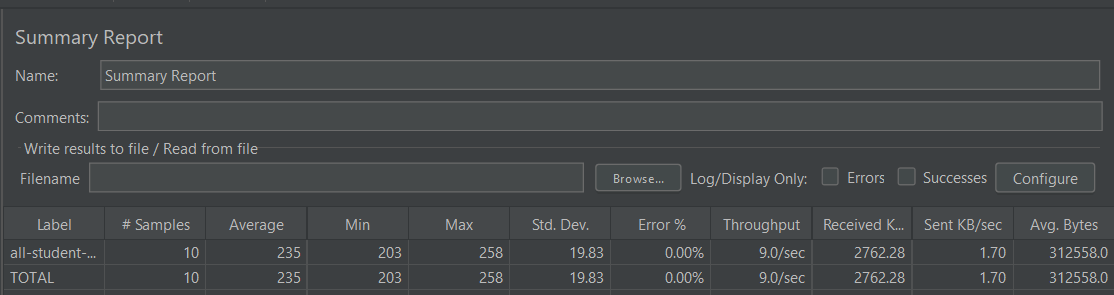 Summary Report
Name: Summary Report
Comments:
Write results to file / Read from file
Filename Browse... Log/Display Only: Errors Successes Configure
Label # Samples Average Min Max Std. Dev. Error % Throughput Received K... Sent KB/sec Avg. Bytes
all-student-... 10 235 203 258 19.83 0.00% 9.0/sec 2762.28 1.70 312558.0
TOTAL 10 235 203 258 19.83 0.00% 9.0/sec 2762.28 1.70 312558.0